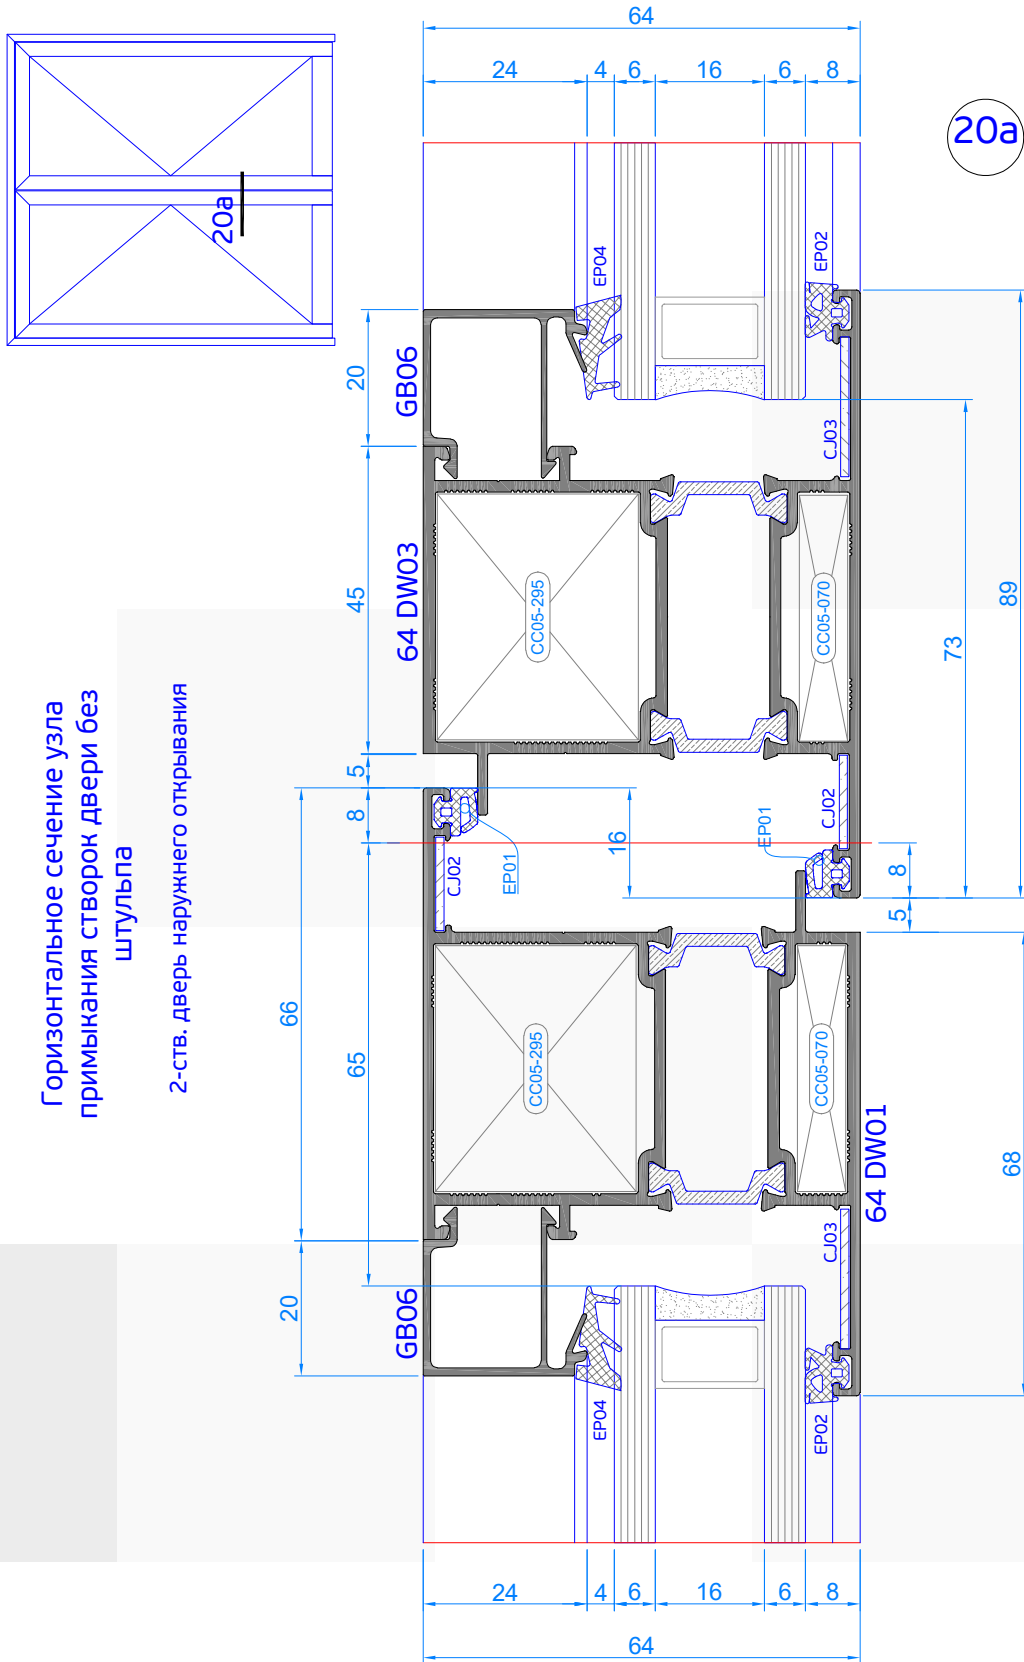 64
24
4
6
16
6
8
20a
20a
EP04
EP02
20
GB06
CJ03
45
64 DW03
CC05-295
CC05-070
89
73
Горизонтальное сечение узла
примыкания створок двери без
штульпа
2-ств. дверь наружнего открывания
5
8
16
CJ02
EP01
EP01
CJ02
8
5
66
65
CC05-295
CC05-070
68
64 DW01
20
GB06
CJ03
EP04
EP02
24
4
6
16
6
8
64